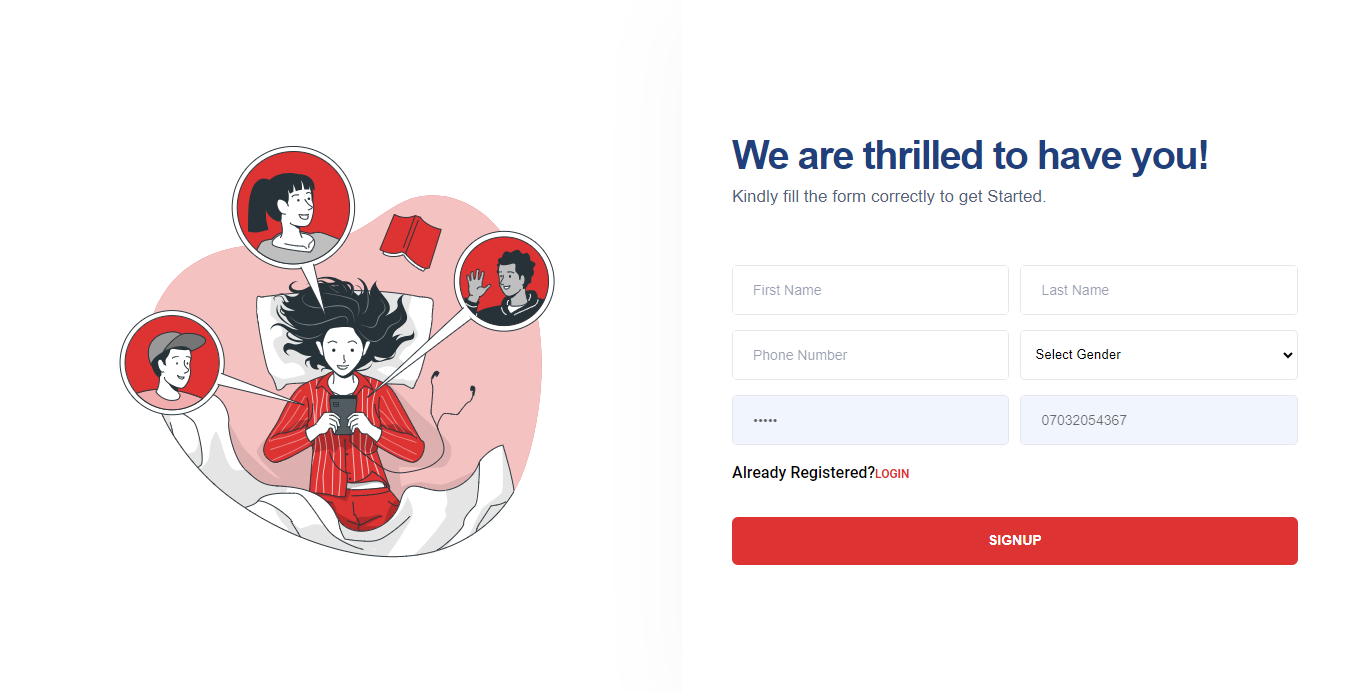 We are thrilled to have you!
Kindly fill the form correctly to get Started.
First Name
Last Name
Phone Number
Select Gender
•••••
07032054367
Already Registered?LOGIN
SIGNUP